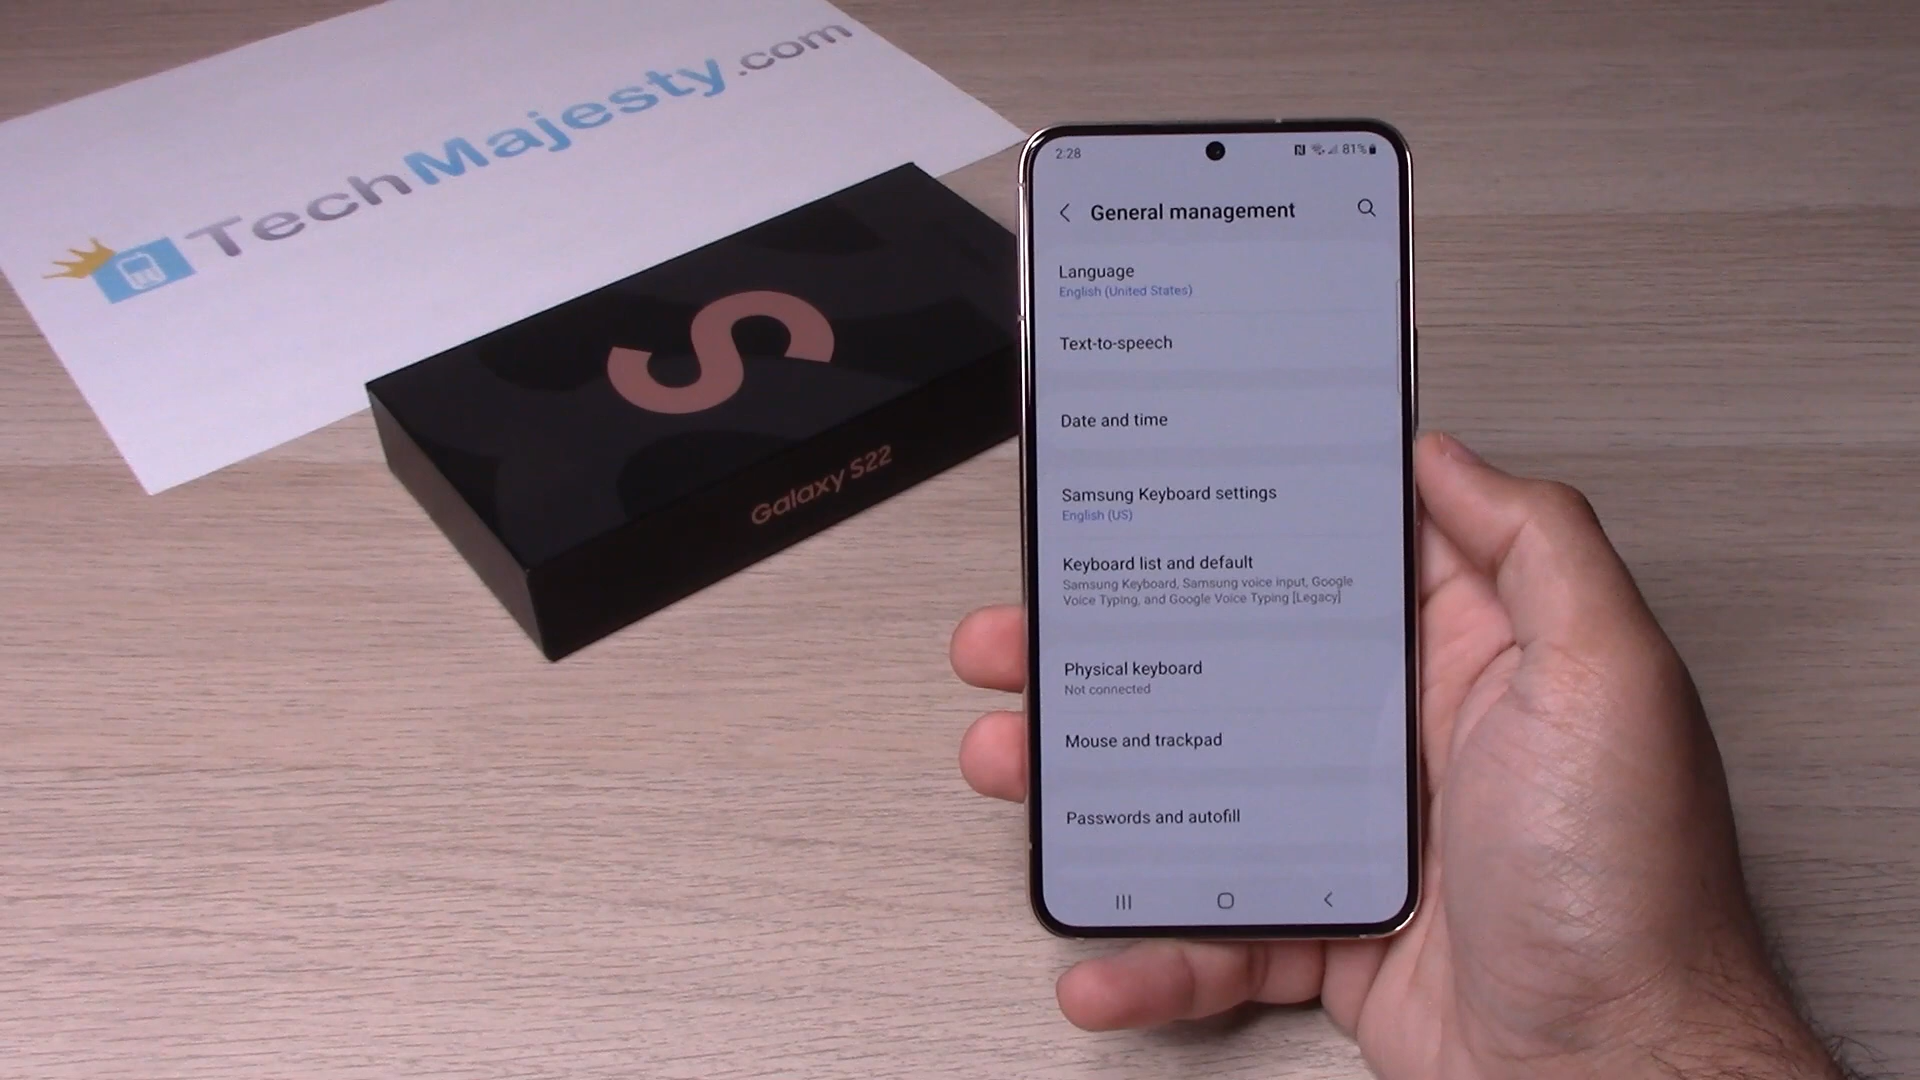 TechMajesty.com
S
Galaxy S22
2:28
81%
General management
Language
English (United States)
Text-to-speech
Date and time
Samsung Keyboard settings
English (US)
Keyboard list and default
Samsung Keyboard, Samsung voice input, Google
Voice Typing, and Google Voice Typing [Legacy]
Physical keyboard
Not connected
Mouse and trackpad
Passwords and autofill